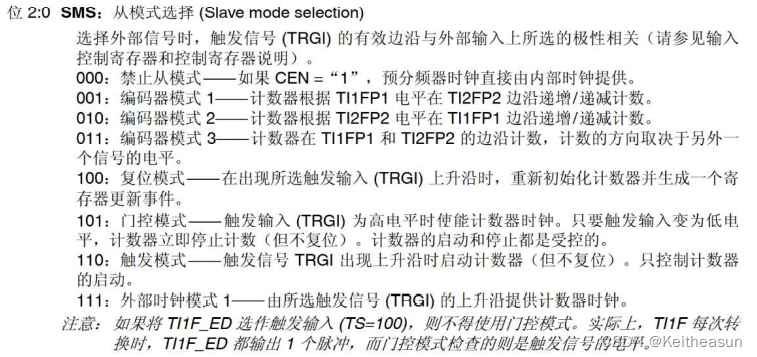 位 2:0 SMS：从模式选择 (Slave mode selection)
选择外部信号时，触发信号 (TRGI) 的有效边沿与外部输入上所选的极性相关（请参见输入
控制寄存器和控制寄存器说明）。
000：禁止从模式——如果 CEN =“1”，预分频器时钟直接由内部时钟提供。
001：编码器模式 1——计数器根据 TI1FP1 电平在 TI2FP2 边沿递增/递减计数。
010：编码器模式 2——计数器根据 TI2FP2 电平在 TI1FP1 边沿递增/递减计数。
011：编码器模式 3——计数器在 TI1FP1 和 TI2FP2 的边沿计数，计数的方向取决于另外一
个信号的电平。
100：复位模式——在出现所选触发输入 (TRGI) 上升沿时，重新初始化计数器并生成一个寄
存器更新事件。
101：门控模式——触发输入 (TRGI) 为高电平时使能计数器时钟。只要触发输入变为低电
平，计数器立即停止计数（但不复位）。计数器的启动和停止都是受控的。
110：触发模式——触发信号 TRGI 出现上升沿时启动计数器（但不复位）。只控制计数器
的启动。
111：外部时钟模式 1——由所选触发信号 (TRGI) 的上升沿提供计数器时钟。
注意： 如果将 TI1F_ED 选作触发输入 (TS=100)，则不得使用门控模式。实际上，TI1F 每次转
换时，TI1F_ED 都输出 1 个脉冲，而门控模式检查的则是触发信号的电平。
@Keitheasun